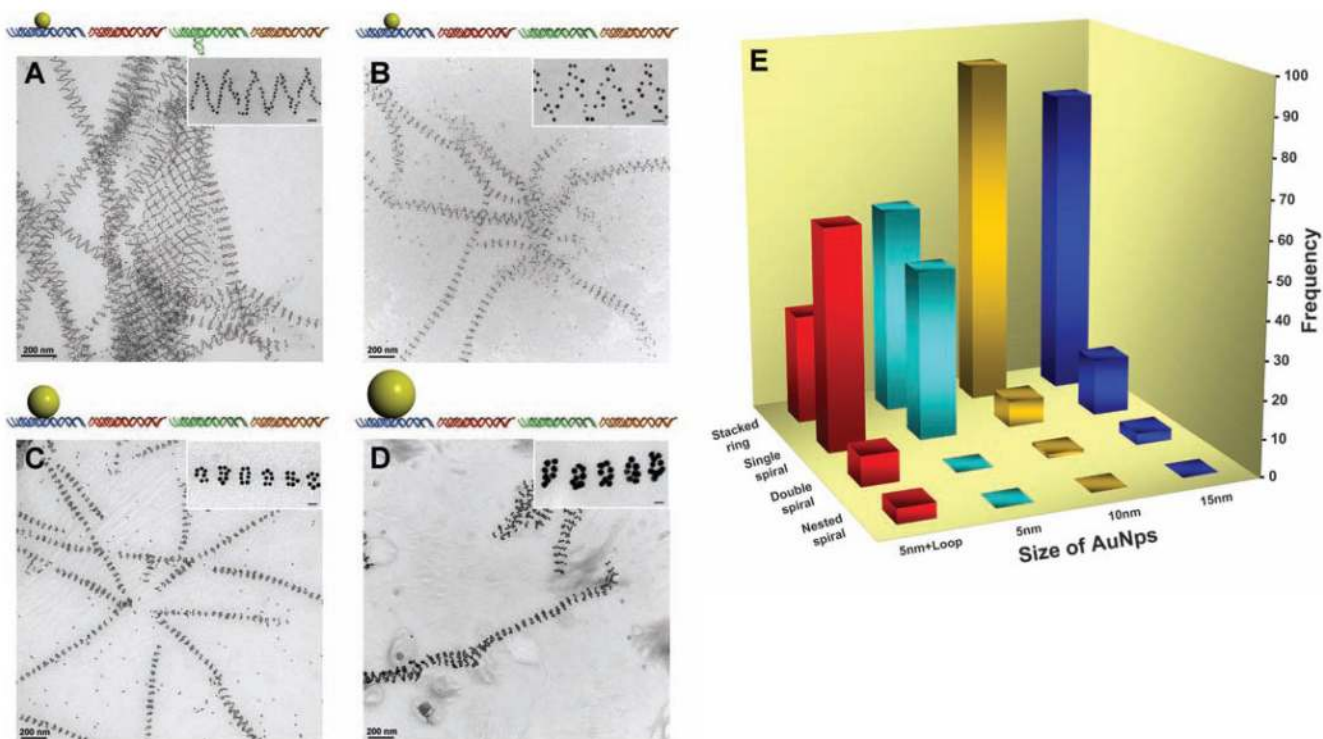 A
B
200 nm
200 nm
C
D
200 nm
200 nm
E
100
90
80
70
60
50
40
30
20
10
0
Frequency
Stacked
ring
Single
spiral
Double
spiral
Nested
spiral
5nm+Loop
5nm
10nm
15nm
Size of AuNps